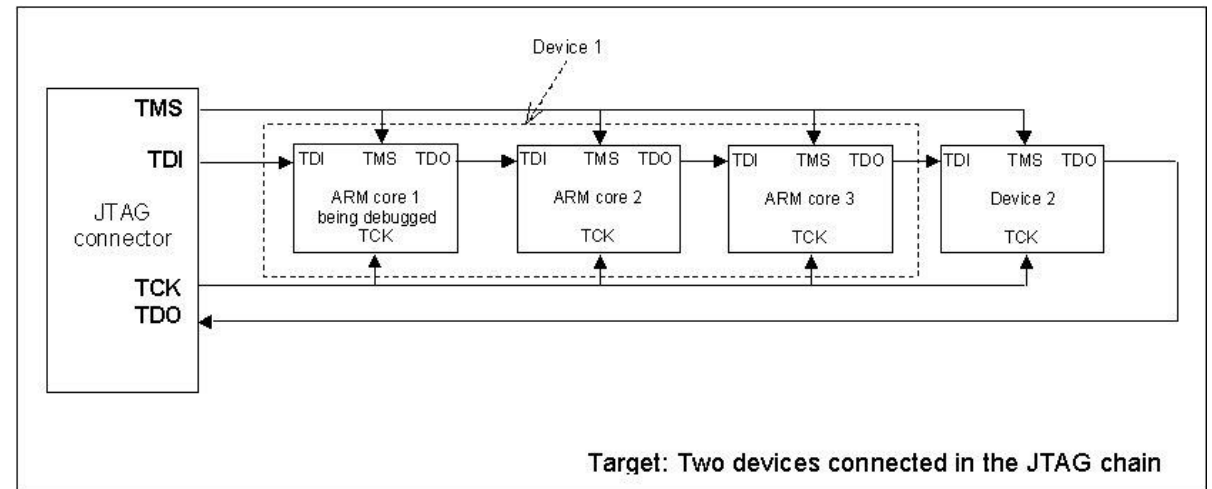 Device 1
TMS
TDI
JTAG
connector
TCK
TDO
TDI TMS TDO
ARM core 1
being debugged
TCK
TDI TMS TDO
ARM core 2
TCK
TDI TMS TDO
ARM core 3
TCK
TDI TMS TDO
Device 2
TCK
Target: Two devices connected in the JTAG chain